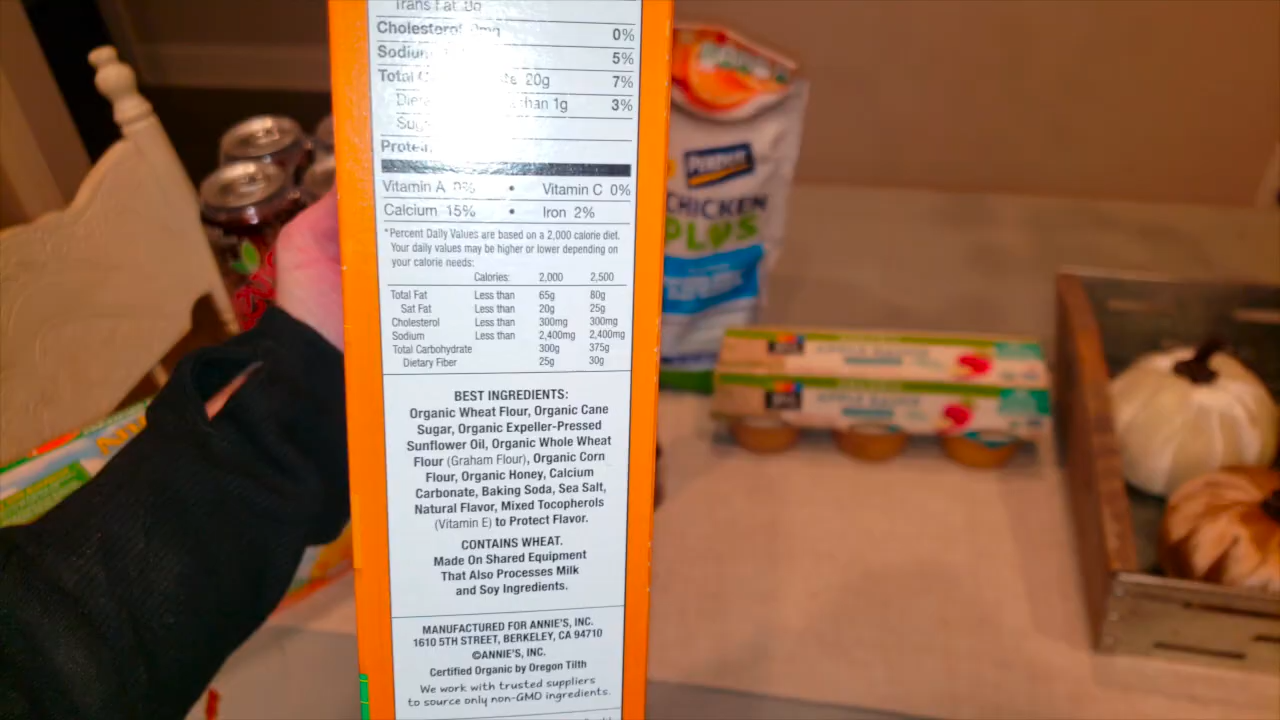 Trans Fat 0g
Cholesterol 0mg 0%
Sodium 5%
Total 20g 7%
than 1g 3%
Protein
Vitamin A 0% • Vitamin C 0%
Calcium 15% • Iron 2%
*Percent Daily Values are based on a 2,000 calorie diet.
Your daily values may be higher or lower depending on
your calorie needs:
Calories: 2,000 2,500
Total Fat Less than 65g 80g
Sat Fat Less than 20g 25g
Cholesterol Less than 300mg 300mg
Sodium Less than 2,400mg 2,400mg
Total Carbohydrate 300g 375g
Dietary Fiber 25g 30g
BEST INGREDIENTS:
Organic Wheat Flour, Organic Cane
Sugar, Organic Expeller-Pressed
Sunflower Oil, Organic Whole Wheat
Flour (Graham Flour), Organic Corn
Flour, Organic Honey, Calcium
Carbonate, Baking Soda, Sea Salt,
Natural Flavor, Mixed Tocopherols
(Vitamin E) to Protect Flavor.
CONTAINS WHEAT.
Made On Shared Equipment
That Also Processes Milk
and Soy Ingredients.
MANUFACTURED FOR ANNIE'S, INC.
1610 5TH STREET, BERKELEY, CA 94710
©ANNIE'S, INC.
Certified Organic by Oregon Tilth
We work with trusted suppliers
to source only non-GMO ingredients.
PERDUE
CHICKEN
PLUS